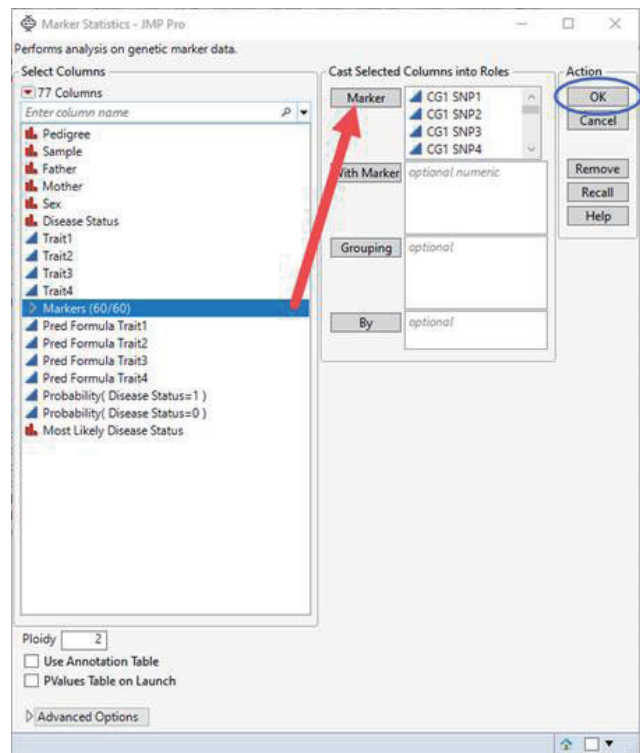 Marker Statistics - JMP Pro
Performs analysis on genetic marker data.
Select Columns
77 Columns
Enter column name
Pedigree
Sample
Father
Mother
Sex
Disease Status
Trait1
Trait2
Trait3
Trait4
Markers (60/60)
Pred Formula Trait1
Pred Formula Trait2
Pred Formula Trait3
Pred Formula Trait4
Probability( Disease Status=1 )
Probability( Disease Status=0 )
Most Likely Disease Status
Cast Selected Columns into Roles
Marker
CG1 SNP1
CG1 SNP2
CG1 SNP3
CG1 SNP4
With Marker optional numeric
Grouping optional
By optional
Action
OK
Cancel
Remove
Recall
Help
Ploidy 2
Use Annotation Table
PValues Table on Launch
Advanced Options